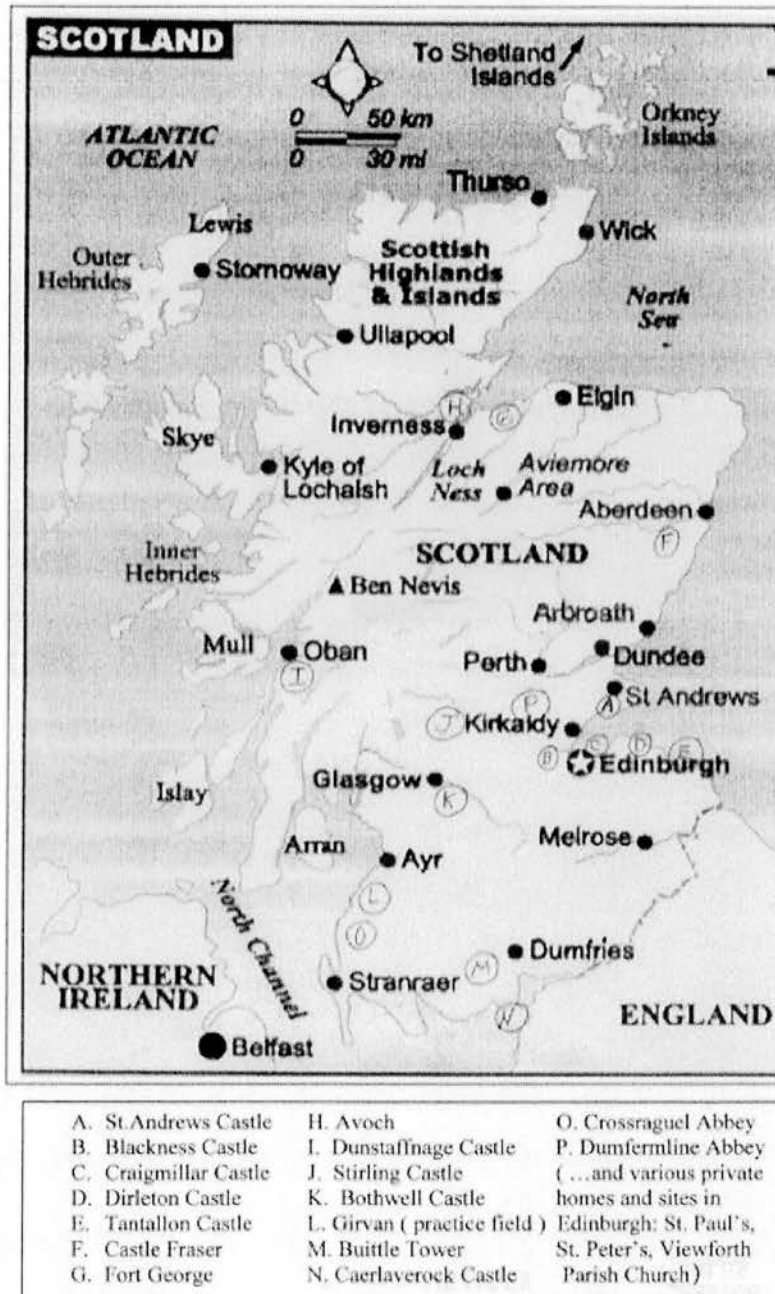 SCOTLAND
To Shetland
Islands
Orkney
Islands
0 50 km
0 30 mi
ATLANTIC
OCEAN
Thurso
Wick
Lewis
Outer
Hebrides
Stornoway
Scottish
Highlands
& Islands
North
Sea
Ullapool
Elgin
H
G
Inverness
Skye
Kyle of
Lochalsh
Loch
Ness
Aviemore
Area
Aberdeen
F
SCOTLAND
Inner
Hebrides
Ben Nevis
Arbroath
Mull
Oban
Perth
Dundee
I
A
St Andrews
P
J
Kirkaldy
B
C
D
E
Edinburgh
Glasgow
K
Islay
Arran
Ayr
Melrose
L
O
North Channel
M
Dumfries
NORTHERN
IRELAND
Stranraer
N
ENGLAND
Belfast
A. St.Andrews Castle
B. Blackness Castle
C. Craigmillar Castle
D. Dirleton Castle
E. Tantallon Castle
F. Castle Fraser
G. Fort George
H. Avoch
I. Dunstaffnage Castle
J. Stirling Castle
K. Bothwell Castle
L. Girvan ( practice field )
M. Buittle Tower
N. Caerlaverock Castle
O. Crossraguel Abbey
P. Dumfermline Abbey
( ...and various private
homes and sites in
Edinburgh: St. Paul's,
St. Peter's, Viewforth
Parish Church)